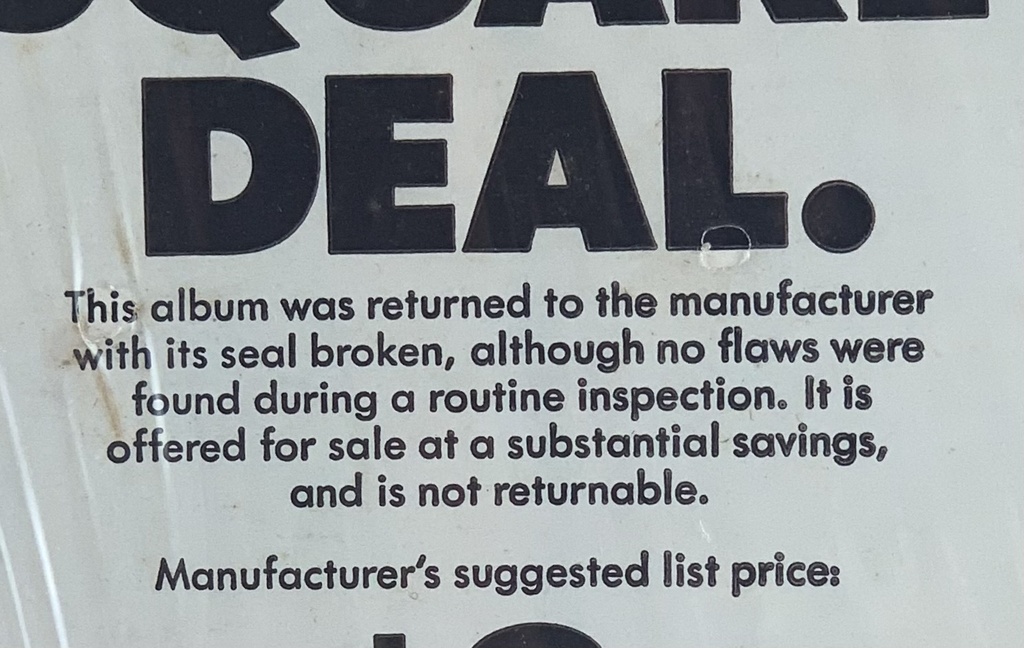 SQUARE
DEAL.
This album was returned to the manufacturer
with its seal broken, although no flaws were
found during a routine inspection. It is
offered for sale at a substantial savings,
and is not returnable.
Manufacturer's suggested list price: